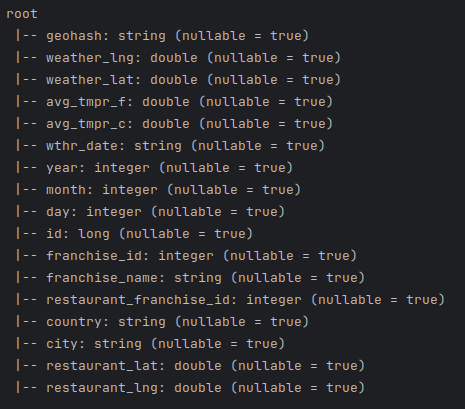 root
 |-- geohash: string (nullable = true)
 |-- weather_lng: double (nullable = true)
 |-- weather_lat: double (nullable = true)
 |-- avg_tmpr_f: double (nullable = true)
 |-- avg_tmpr_c: double (nullable = true)
 |-- wthr_date: string (nullable = true)
 |-- year: integer (nullable = true)
 |-- month: integer (nullable = true)
 |-- day: integer (nullable = true)
 |-- id: long (nullable = true)
 |-- franchise_id: integer (nullable = true)
 |-- franchise_name: string (nullable = true)
 |-- restaurant_franchise_id: integer (nullable = true)
 |-- country: string (nullable = true)
 |-- city: string (nullable = true)
 |-- restaurant_lat: double (nullable = true)
 |-- restaurant_lng: double (nullable = true)